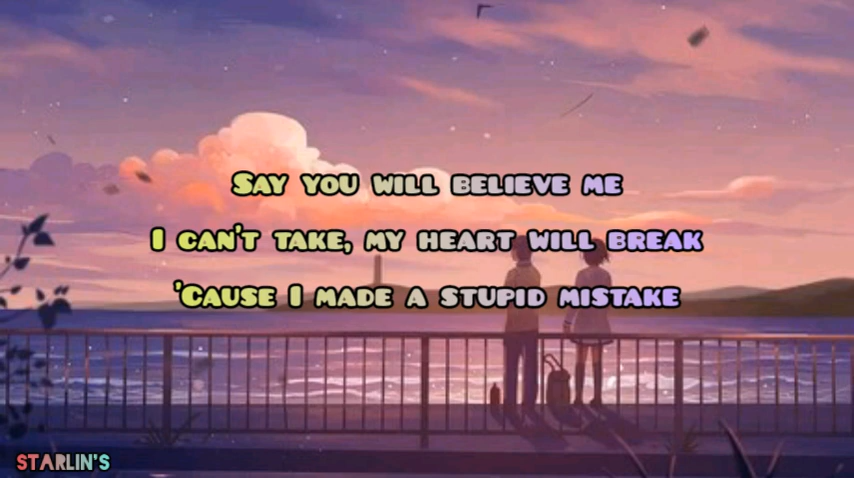 Say you will believe me
I can't take, my heart will break
'Cause I made a stupid mistake
STARLIN'S